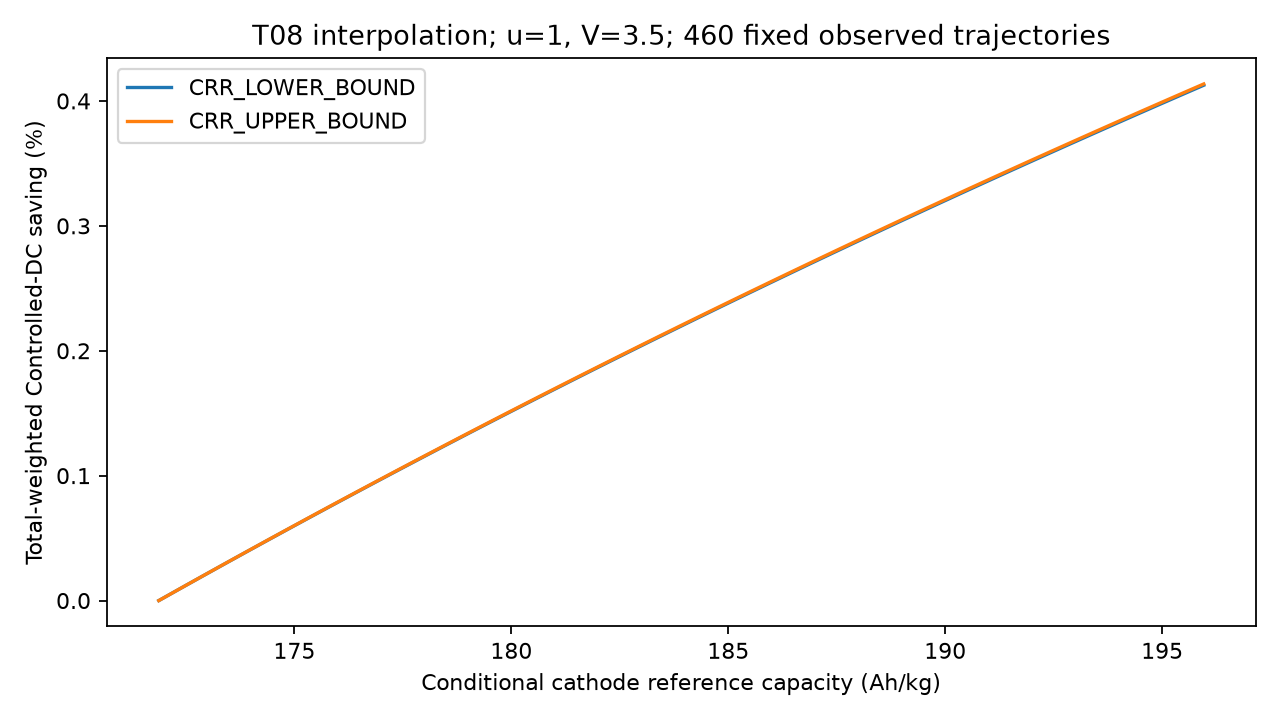 T08 interpolation; u=1, V=3.5; 460 fixed observed trajectories
CRR_LOWER_BOUND
CRR_UPPER_BOUND
Total-weighted Controlled-DC saving (%)
0.4
0.3
0.2
0.1
0.0
175
180
185
190
195
Conditional cathode reference capacity (Ah/kg)